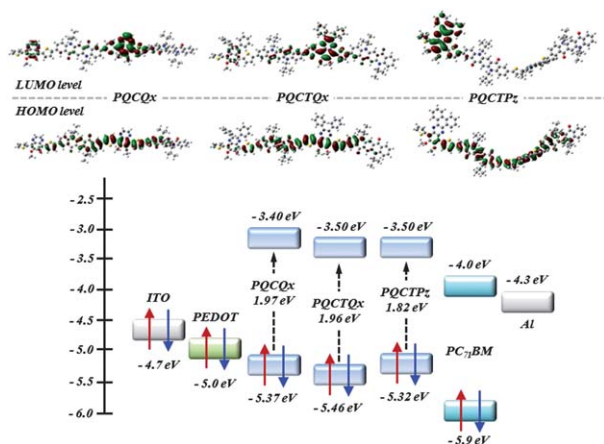 LUMO level
PQCQx PQCTQx PQCTPz
HOMO level
- 2.5
- 3.0
- 3.5
- 4.0
- 4.5
- 5.0
- 5.5
- 6.0
ITO
- 4.7 eV
PEDOT
- 5.0 eV
- 3.40 eV
PQCQx
1.97 eV
- 5.37 eV
- 3.50 eV
PQCTQx
1.96 eV
- 5.46 eV
- 3.50 eV
PQCTPz
1.82 eV
- 5.32 eV
- 4.0 eV
PC71BM
- 5.9 eV
- 4.3 eV
Al